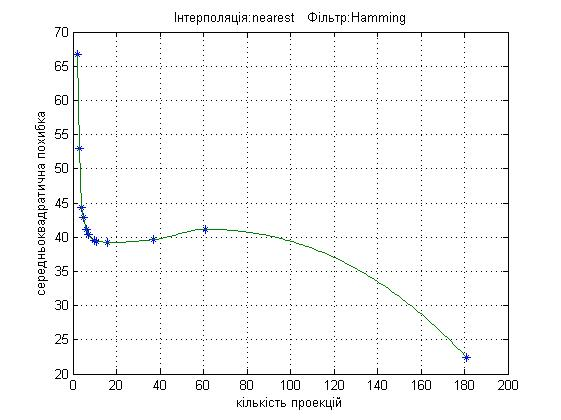 Інтерполяція:nearest Фільтр:Hamming
70
65
60
55
50
45
40
35
30
25
20
середньоквадратична похибка
0 20 40 60 80 100 120 140 160 180 200
кількість проекцій